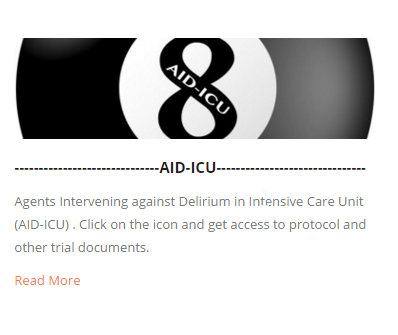 8
AID-ICU
------------------------------AID-ICU-------------------------------
Agents Intervening against Delirium in Intensive Care Unit
(AID-ICU) . Click on the icon and get access to protocol and
other trial documents.
Read More